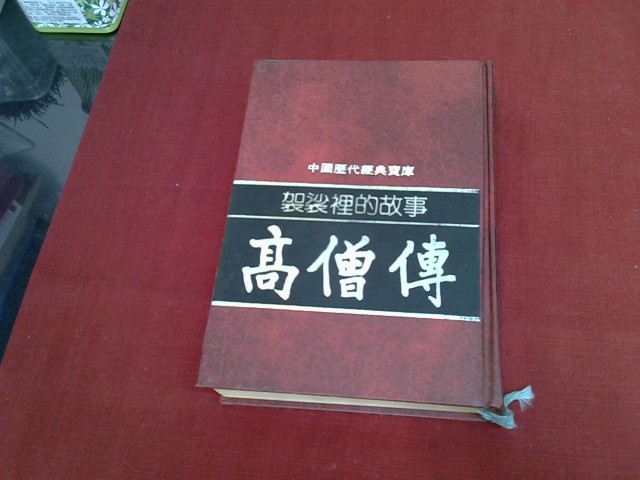 中國歷代經典寶庫
袈裟裡的故事
高僧傳